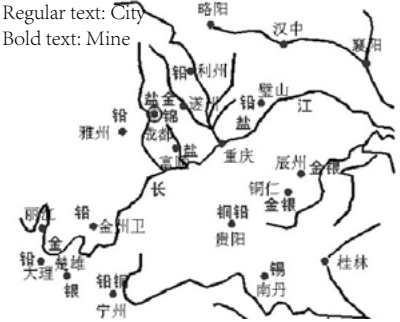 Regular text: City
Bold text: Mine
略阳
汉中
襄阳
铅 利州
盐 金 遂州
锦
成都
铅 璧山
盐 江
雅州 铅
富顺 盐
重庆
长
辰州 金银
铜仁
金银
铜铅
贵阳
丽江
金
铅 金州卫
铅
大理 楚雄
银
铅铜
宁州
锡
南丹
桂林